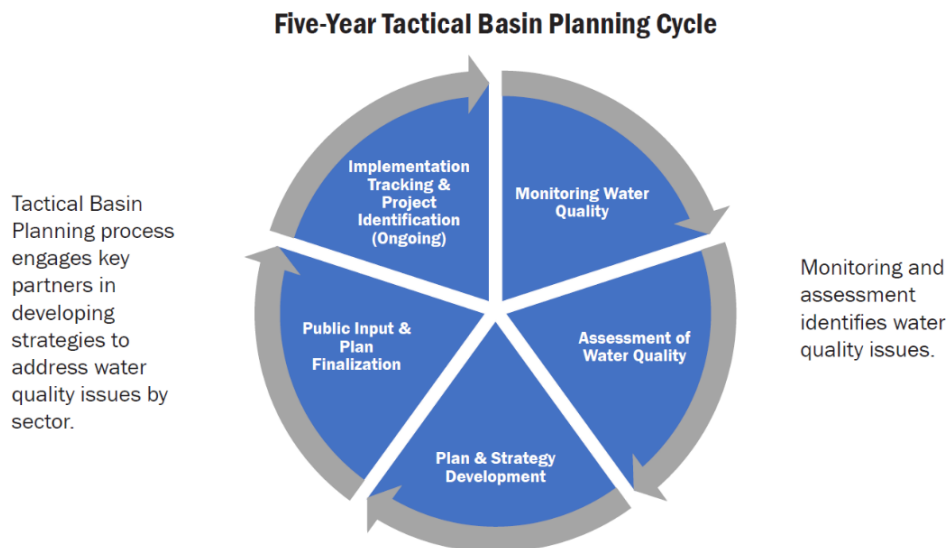 Five-Year Tactical Basin Planning Cycle
Implementation
Tracking &
Project
Identification
(Ongoing)
Monitoring Water
Quality
Tactical Basin
Planning process
engages key
partners in
developing
strategies to
address water
quality issues by
sector.
Monitoring and
assessment
identifies water
quality issues.
Public Input &
Plan
Finalization
Assessment of
Water Quality
Plan & Strategy
Development